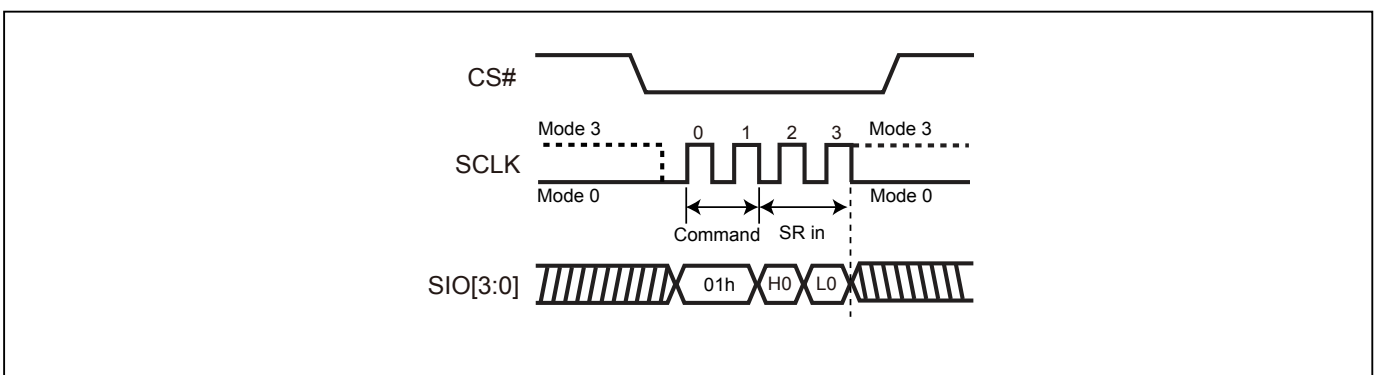 CS#
Mode 3 0 1 2 3 Mode 3
SCLK
Mode 0 Mode 0
Command SR in
SIO[3:0] 01h H0 L0